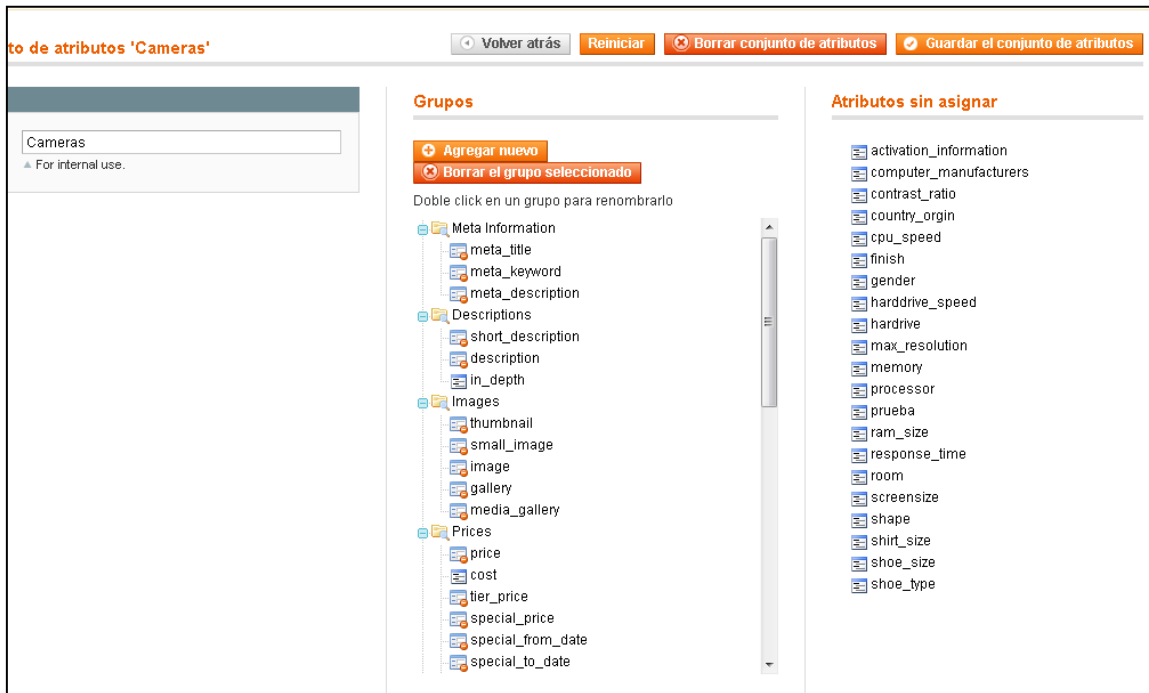 to de atributos 'Cameras'
Volver atrás
Reiniciar
Borrar conjunto de atributos
Guardar el conjunto de atributos
Cameras
For internal use.
Grupos
Agregar nuevo
Borrar el grupo seleccionado
Doble click en un grupo para renombrarlo
Meta Information
meta_title
meta_keyword
meta_description
Descriptions
short_description
description
in_depth
Images
thumbnail
small_image
image
gallery
media_gallery
Prices
price
cost
tier_price
special_price
special_from_date
special_to_date
Atributos sin asignar
activation_information
computer_manufacturers
contrast_ratio
country_orgin
cpu_speed
finish
gender
harddrive_speed
hardrive
max_resolution
memory
processor
prueba
ram_size
response_time
room
screensize
shape
shirt_size
shoe_size
shoe_type